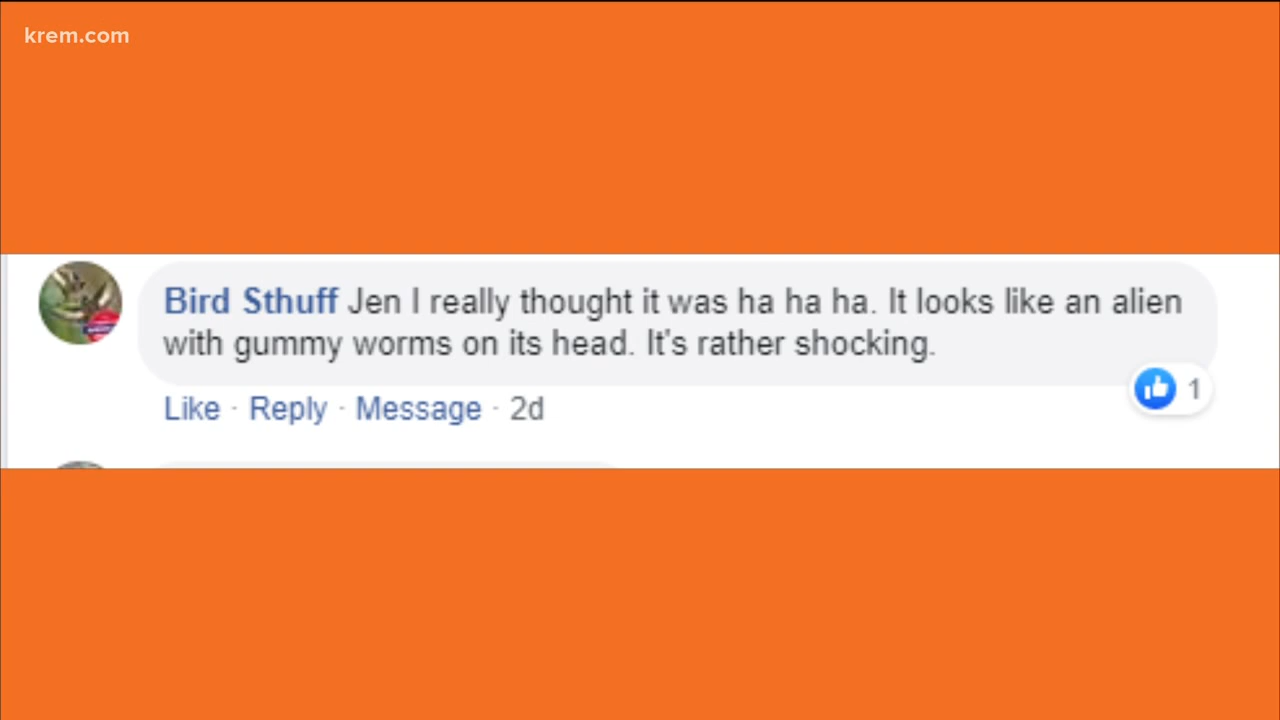 krem.com
Bird Sthuff Jen I really thought it was ha ha ha. It looks like an alien
with gummy worms on its head. It's rather shocking.
1
Like · Reply · Message · 2d